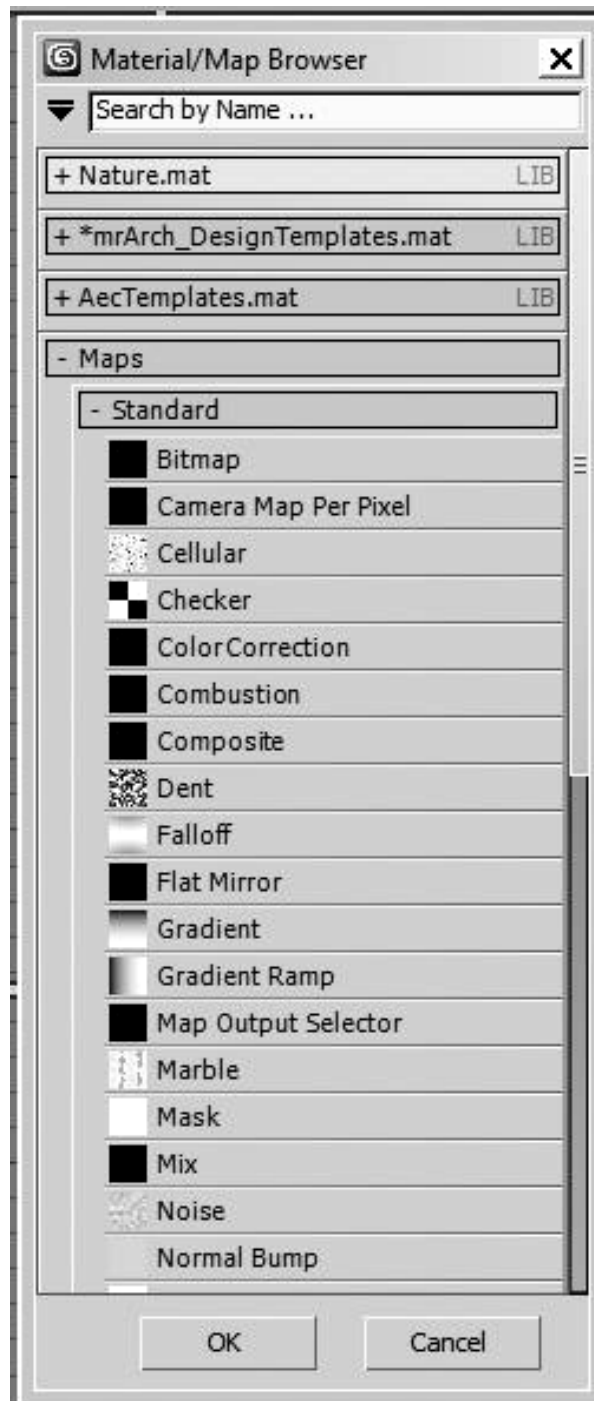 Material/Map Browser
Search by Name ...
+ Nature.mat LIB
+ *mrArch_DesignTemplates.mat LIB
+ AecTemplates.mat LIB
- Maps
- Standard
Bitmap
Camera Map Per Pixel
Cellular
Checker
ColorCorrection
Combustion
Composite
Dent
Falloff
Flat Mirror
Gradient
Gradient Ramp
Map Output Selector
Marble
Mask
Mix
Noise
Normal Bump
OK Cancel